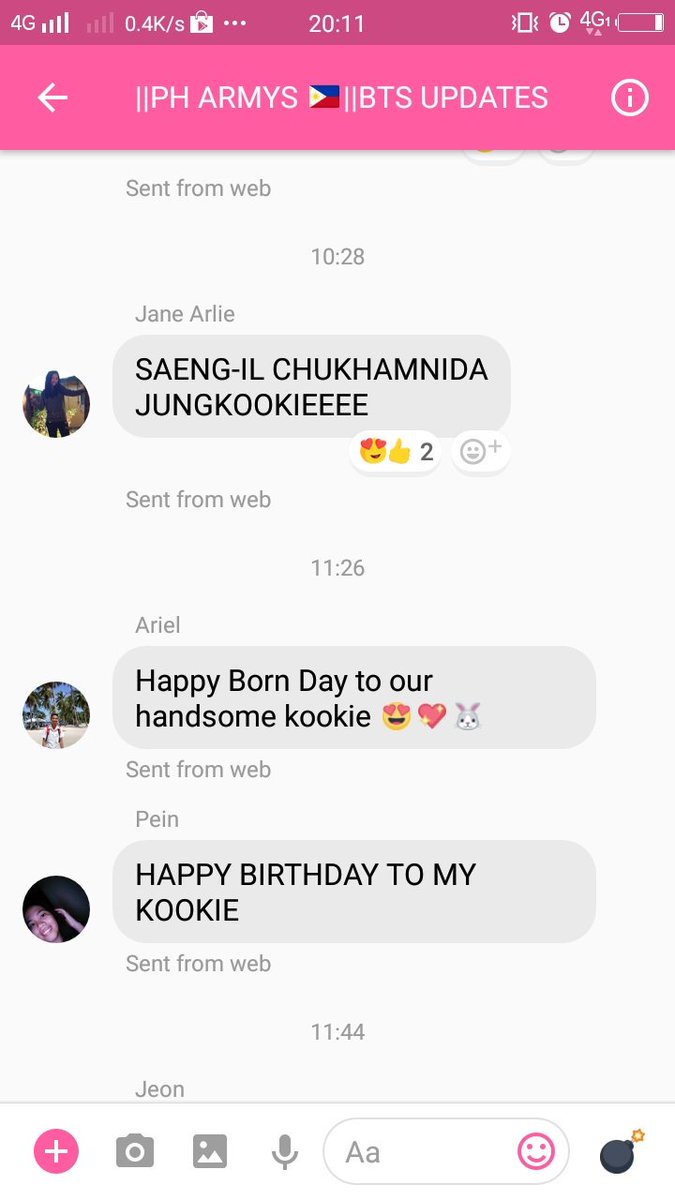 4G 0.4K/s ••• 20:11 4G1
||PH ARMYS 🇵🇭||BTS UPDATES
Sent from web
10:28
Jane Arlie
SAENG-IL CHUKHAMNIDA
JUNGKOOKIEEEE
😍👍 2
Sent from web
11:26
Ariel
Happy Born Day to our
handsome kookie 😍💖🐰
Sent from web
Pein
HAPPY BIRTHDAY TO MY
KOOKIE
Sent from web
11:44
Jeon
Aa